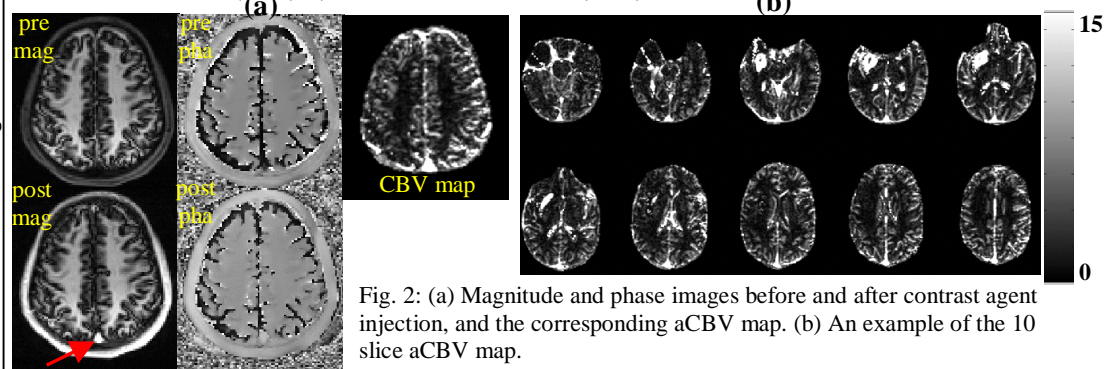 (a)
(b)
pre
mag
pre
pha
15
CBV map
post
mag
post
pha
0
Fig. 2: (a) Magnitude and phase images before and after contrast agent
injection, and the corresponding aCBV map. (b) An example of the 10
slice aCBV map.